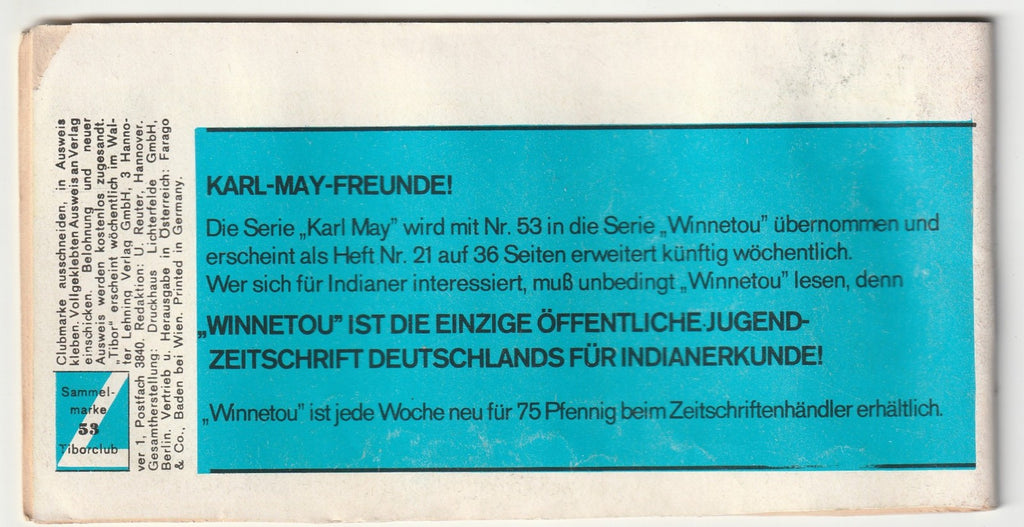 Clubmarke ausschneiden, in Ausweis
kleben. Vollgeklebten Ausweis an Verlag
einschicken. Belohnung und neuer
Ausweis werden kostenlos zugesandt.
„Tibor" erscheint wöchentlich im Wal-
ter Lehning Verlag GmbH, 3 Hanno-
ver 1, Postfach 3840. Redaktion: U. Reuter, Hannover.
Gesamtherstellung: Druckhaus Lichterfelde GmbH,
Berlin. Vertrieb u. Herausgabe in Österreich: Farago
& Co., Baden bei Wien. Printed in Germany.
Sammel-
marke
53
Tiborclub
KARL-MAY-FREUNDE!
Die Serie „Karl May" wird mit Nr. 53 in die Serie „Winnetou" übernommen und
erscheint als Heft Nr. 21 auf 36 Seiten erweitert künftig wöchentlich.
Wer sich für Indianer interessiert, muß unbedingt „Winnetou" lesen, denn
„WINNETOU" IST DIE EINZIGE ÖFFENTLICHE JUGEND-
ZEITSCHRIFT DEUTSCHLANDS FÜR INDIANERKUNDE!
„Winnetou" ist jede Woche neu für 75 Pfennig beim Zeitschriftenhändler erhältlich.